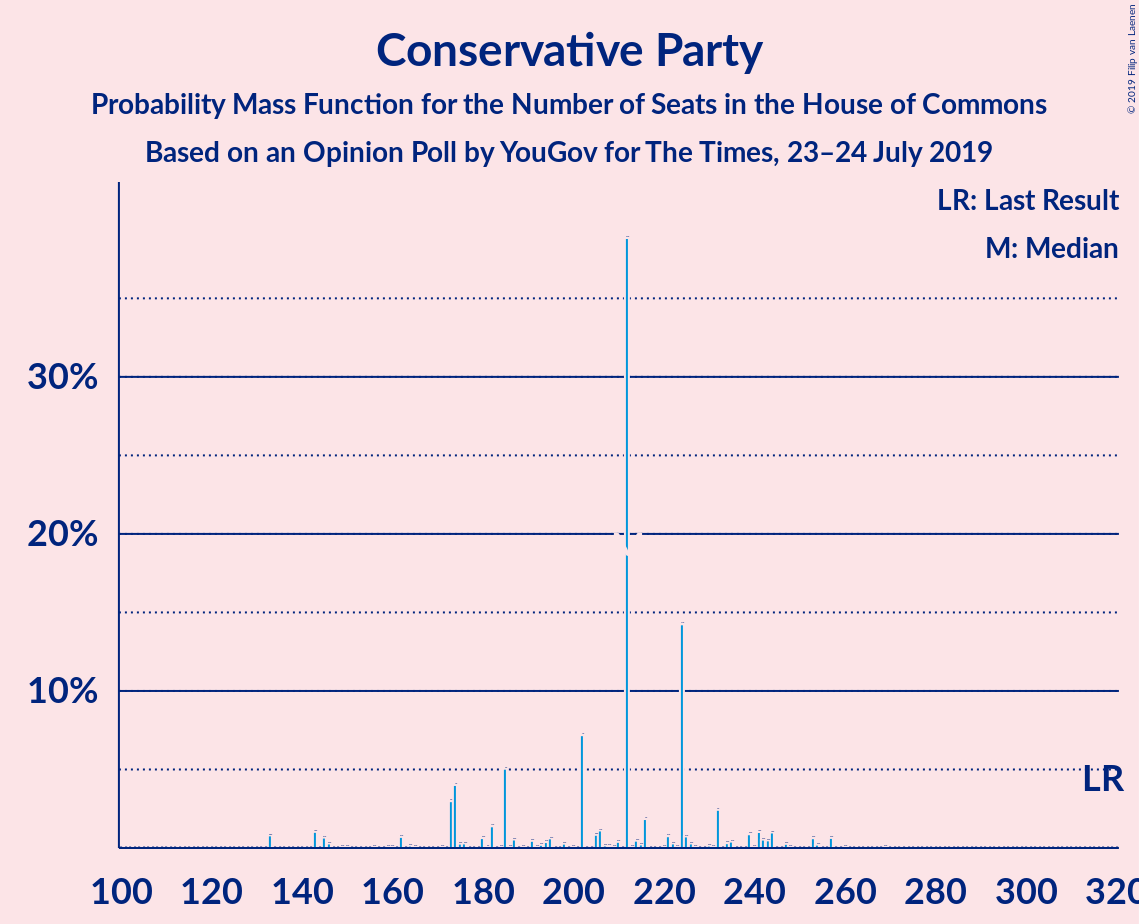 Conservative Party
Probability Mass Function for the Number of Seats in the House of Commons
Based on an Opinion Poll by YouGov for The Times, 23–24 July 2019
© 2019 Filip van Laenen
LR: Last Result
M: Median
30%
20%
10%
LR
100 120 140 160 180 200 220 240 260 280 300 320